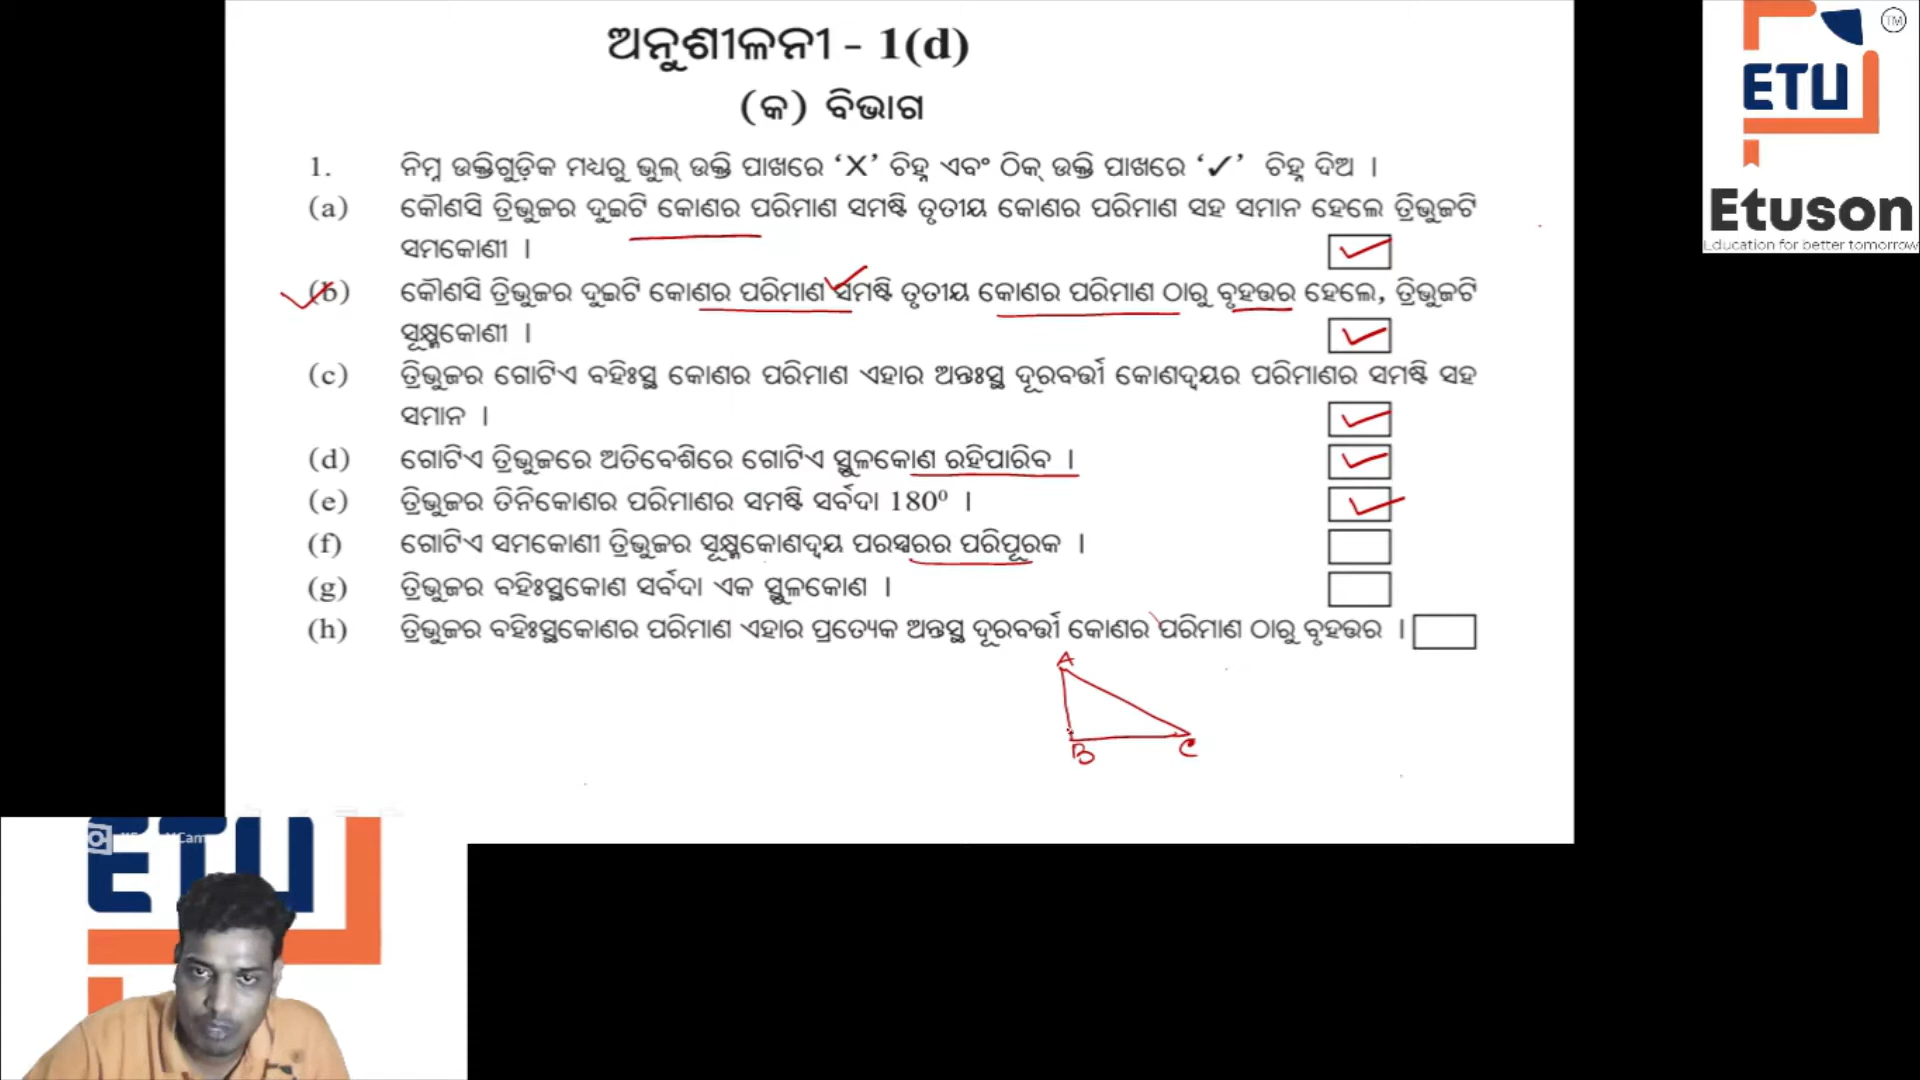 ଅନୁଶୀଳନୀ - 1(d)
(କ) ବିଭାଗ
1. ନିମ୍ନ ଉକ୍ତିଗୁଡ଼ିକ ମଧ୍ୟରୁ ଭୁଲ୍ ଉକ୍ତି ପାଖରେ ‘X’ ଚିହ୍ନ ଏବଂ ଠିକ୍ ଉକ୍ତି ପାଖରେ ‘✓’ ଚିହ୍ନ ଦିଅ ।
(a) କୌଣସି ତ୍ରିଭୁଜର ଦୁଇଟି କୋଣର ପରିମାଣ ସମଷ୍ଟି ତୃତୀୟ କୋଣର ପରିମାଣ ସହ ସମାନ ହେଲେ ତ୍ରିଭୁଜଟି
ସମକୋଣୀ । ✓
(b) କୌଣସି ତ୍ରିଭୁଜର ଦୁଇଟି କୋଣର ପରିମାଣ ସମଷ୍ଟି ତୃତୀୟ କୋଣର ପରିମାଣ ଠାରୁ ବୃହତ୍ତର ହେଲେ, ତ୍ରିଭୁଜଟି
ସୂକ୍ଷ୍ମକୋଣୀ । ✓
(c) ତ୍ରିଭୁଜର ଗୋଟିଏ ବହିଃସ୍ଥ କୋଣର ପରିମାଣ ଏହାର ଅନ୍ତଃସ୍ଥ ଦୂରବର୍ତ୍ତୀ କୋଣଦ୍ୱୟର ପରିମାଣର ସମଷ୍ଟି ସହ
ସମାନ । ✓
(d) ଗୋଟିଏ ତ୍ରିଭୁଜରେ ଅତିବେଶିରେ ଗୋଟିଏ ସ୍ଥୁଳକୋଣ ରହିପାରିବ । ✓
(e) ତ୍ରିଭୁଜର ତିନିକୋଣର ପରିମାଣର ସମଷ୍ଟି ସର୍ବଦା 180⁰ । ✓
(f) ଗୋଟିଏ ସମକୋଣୀ ତ୍ରିଭୁଜର ସୂକ୍ଷ୍ମକୋଣଦ୍ୱୟ ପରସ୍ପରର ପରିପୂରକ ।
(g) ତ୍ରିଭୁଜର ବହିଃସ୍ଥକୋଣ ସର୍ବଦା ଏକ ସ୍ଥୁଳକୋଣ ।
(h) ତ୍ରିଭୁଜର ବହିଃସ୍ଥକୋଣର ପରିମାଣ ଏହାର ପ୍ରତ୍ୟେକ ଅନ୍ତସ୍ଥ ଦୂରବର୍ତ୍ତୀ କୋଣର ପରିମାଣ ଠାରୁ ବୃହତ୍ତର ।
A
B C
ETU
TM
Etuson
Education for better tomorrow
ETU